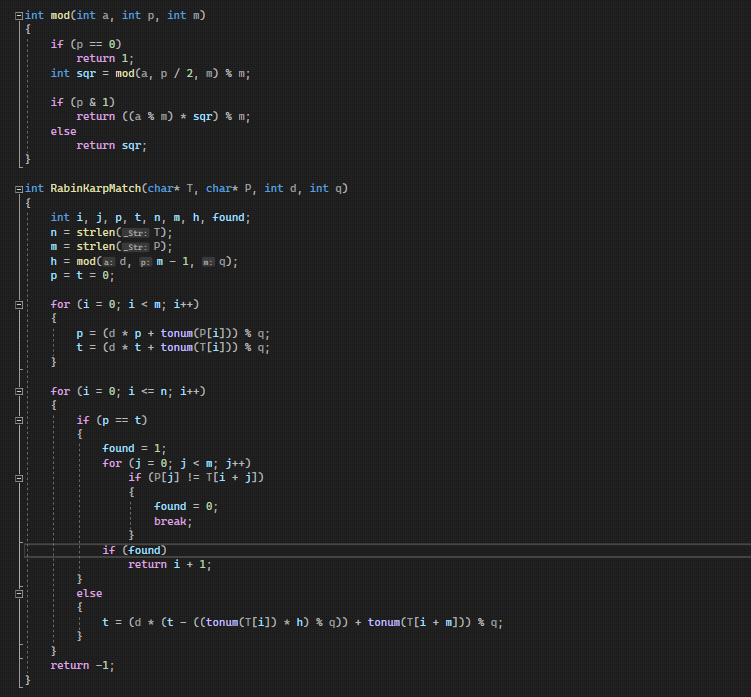 int mod(int a, int p, int m)
{
    if (p == 0)
        return 1;
    int sqr = mod(a, p / 2, m) % m;

    if (p & 1)
        return ((a % m) * sqr) % m;
    else
        return sqr;
}

int RabinKarpMatch(char* T, char* P, int d, int q)
{
    int i, j, p, t, n, m, h, found;
    n = strlen(_Str: T);
    m = strlen(_Str: P);
    h = mod(a: d, p: m - 1, m: q);
    p = t = 0;

    for (i = 0; i < m; i++)
    {
        p = (d * p + tonum(P[i])) % q;
        t = (d * t + tonum(T[i])) % q;
    }

    for (i = 0; i <= n; i++)
    {
        if (p == t)
        {
            found = 1;
            for (j = 0; j < m; j++)
                if (P[j] != T[i + j])
                {
                    found = 0;
                    break;
                }
            if (found)
                return i + 1;
        }
        else
        {
            t = (d * (t - ((tonum(T[i]) * h) % q)) + tonum(T[i + m])) % q;
        }
    }
    return -1;
}